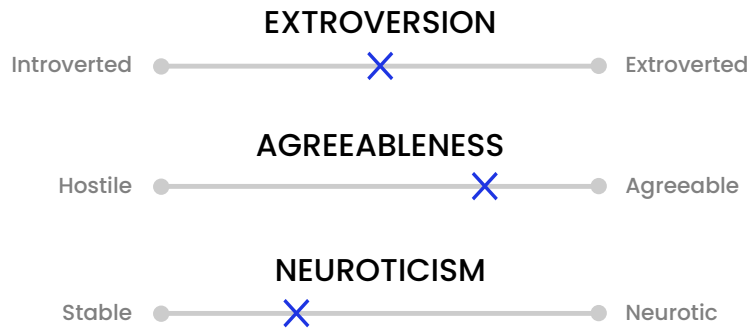 EXTROVERSION
Introverted Extroverted
AGREEABLENESS
Hostile Agreeable
NEUROTICISM
Stable Neurotic